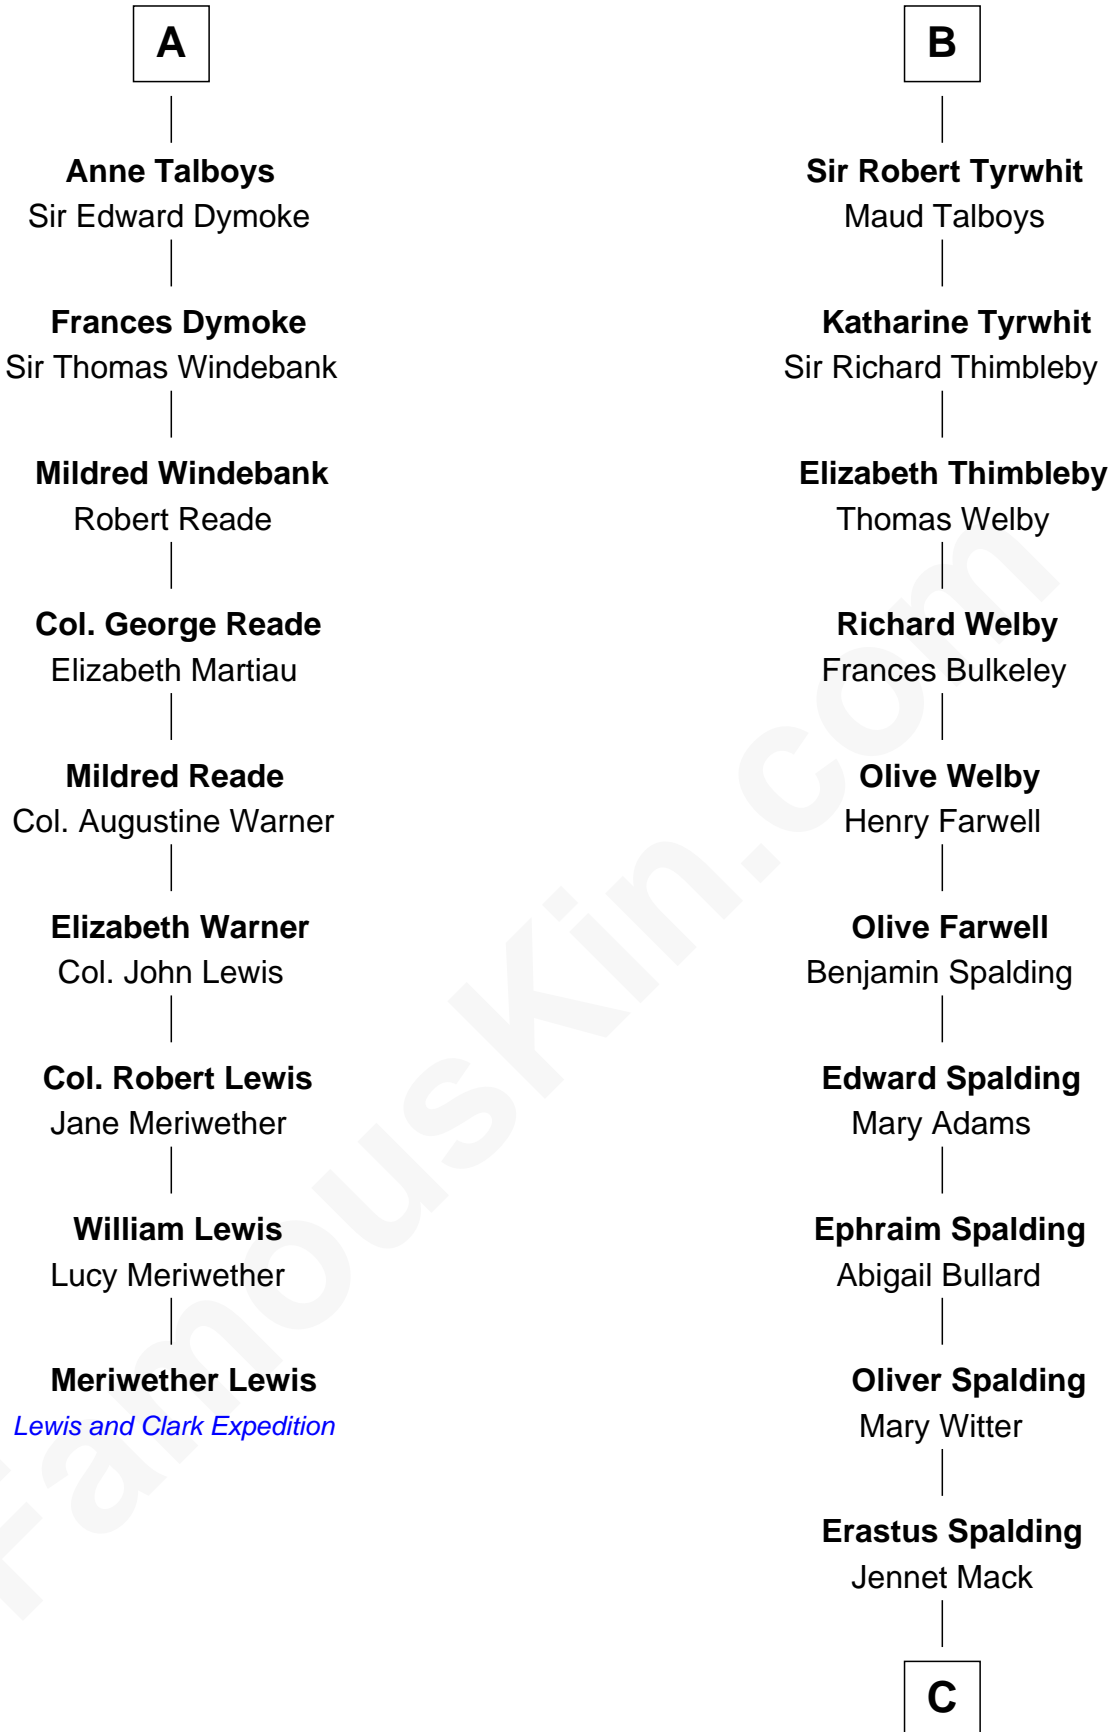 A
Anne Talboys
Sir Edward Dymoke
Frances Dymoke
Sir Thomas Windebank
Mildred Windebank
Robert Reade
Col. George Reade
Elizabeth Martiau
Mildred Reade
Col. Augustine Warner
Elizabeth Warner
Col. John Lewis
Col. Robert Lewis
Jane Meriwether
William Lewis
Lucy Meriwether
Meriwether Lewis
Lewis and Clark Expedition
B
Sir Robert Tyrwhit
Maud Talboys
Katharine Tyrwhit
Sir Richard Thimbleby
Elizabeth Thimbleby
Thomas Welby
Richard Welby
Frances Bulkeley
Olive Welby
Henry Farwell
Olive Farwell
Benjamin Spalding
Edward Spalding
Mary Adams
Ephraim Spalding
Abigail Bullard
Oliver Spalding
Mary Witter
Erastus Spalding
Jennet Mack
C
FamousKin.com